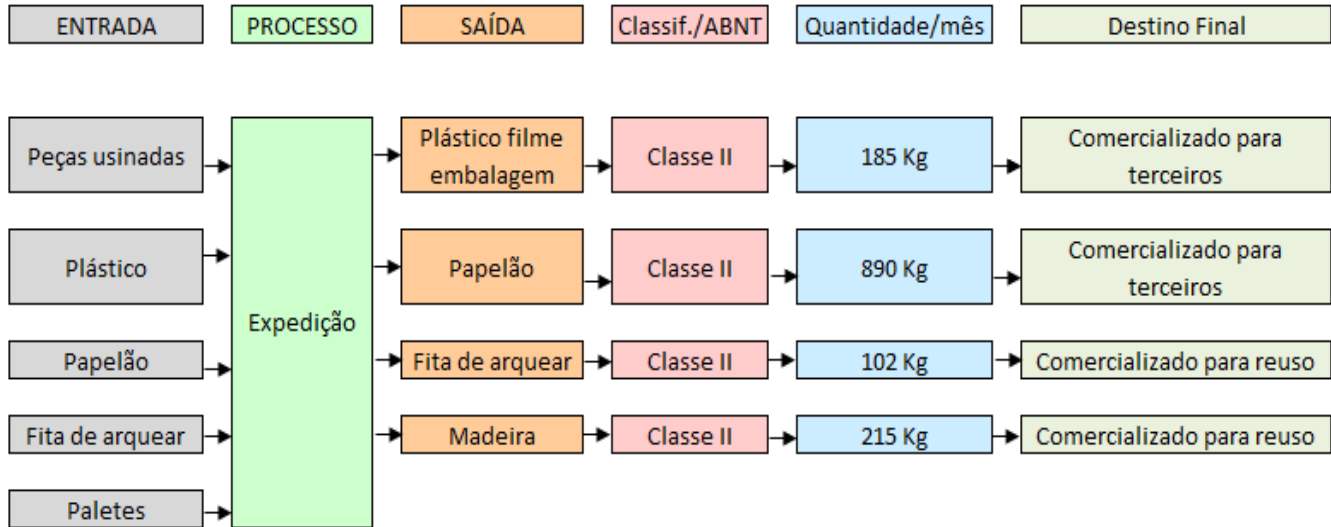 ENTRADA
PROCESSO
SAÍDA
Classif./ABNT
Quantidade/mês
Destino Final
Peças usinadas
Plástico
Papelão
Fita de arquear
Paletes
Expedição
Plástico filme
embalagem
Classe II
185 Kg
Comercializado para
terceiros
Papelão
Classe II
890 Kg
Comercializado para
terceiros
Fita de arquear
Classe II
102 Kg
Comercializado para reuso
Madeira
Classe II
215 Kg
Comercializado para reuso